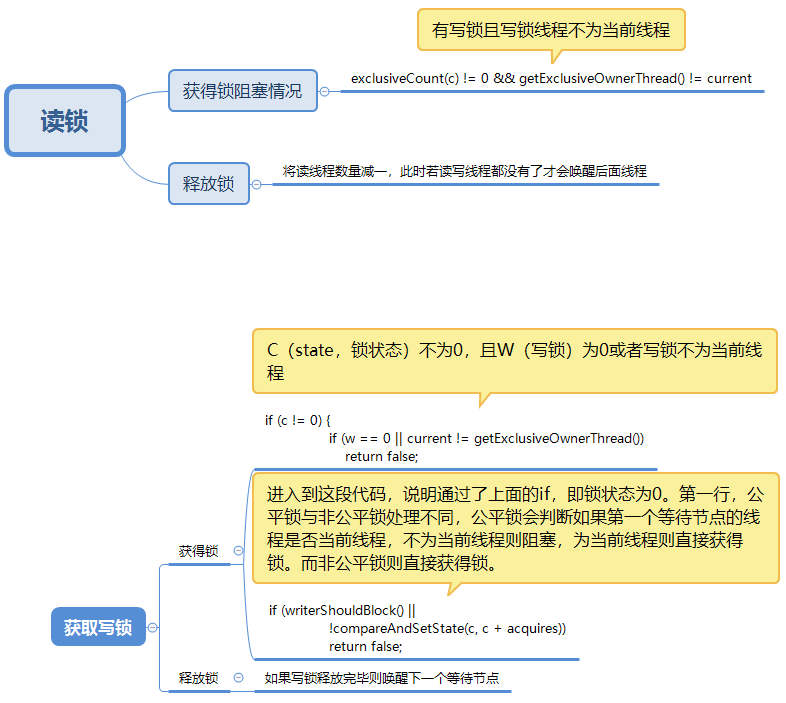 有写锁且写锁线程不为当前线程
读锁
获得锁阻塞情况
exclusiveCount(c) != 0 && getExclusiveOwnerThread() != current
释放锁
将读线程数量减一，此时若读写线程都没有了才会唤醒后面线程
C（state，锁状态）不为0，且W（写锁）为0或者写锁不为当前线
程
if (c != 0) {
if (w == 0 || current != getExclusiveOwnerThread())
return false;
进入到这段代码，说明通过了上面的if，即锁状态为0。第一行，公
平锁与非公平锁处理不同，公平锁会判断如果第一个等待节点的线
程是否当前线程，不为当前线程则阻塞，为当前线程则直接获得
锁。而非公平锁则直接获得锁。
获得锁
if (writerShouldBlock() ||
!compareAndSetState(c, c + acquires))
return false;
获取写锁
释放锁
如果写锁释放完毕则唤醒下一个等待节点